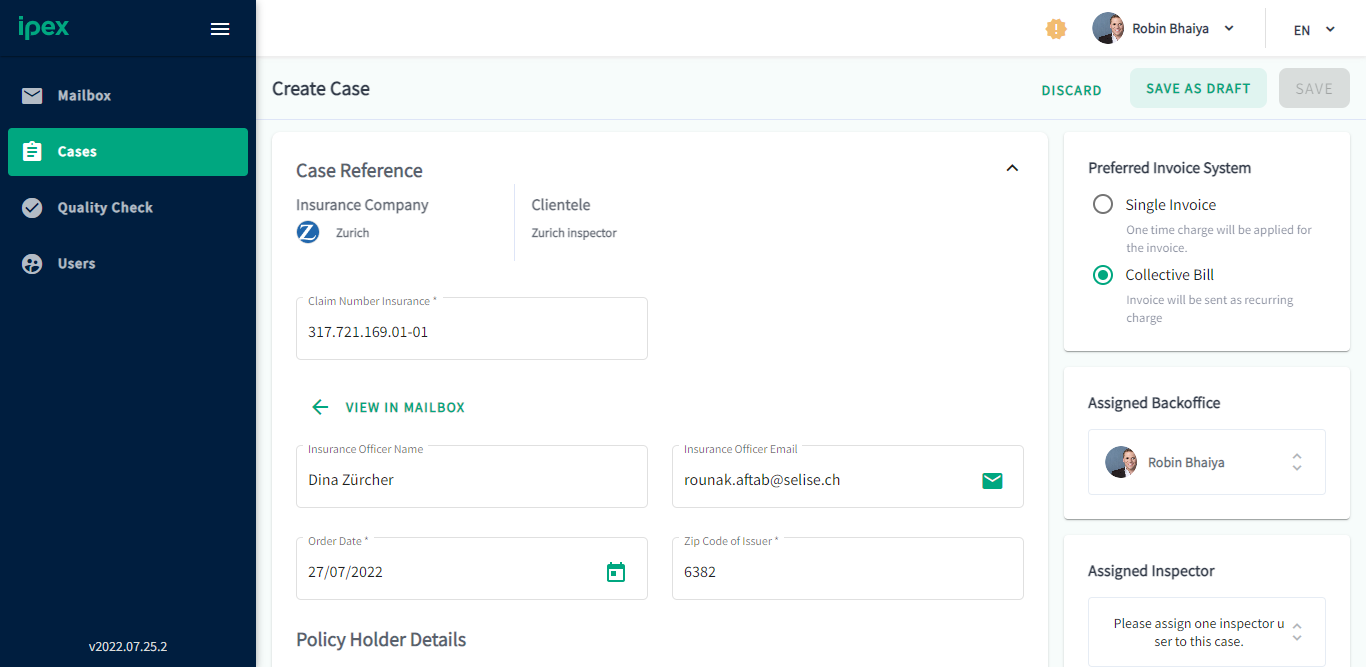 ipex
Robin Bhaiya
EN
Mailbox
Cases
Quality Check
Users
v2022.07.25.2
Create Case
DISCARD
SAVE AS DRAFT
SAVE
Case Reference
Insurance Company
Zurich
Clientele
Zurich inspector
Claim Number Insurance *
317.721.169.01-01
VIEW IN MAILBOX
Insurance Officer Name
Dina Zürcher
Insurance Officer Email
rounak.aftab@selise.ch
Order Date *
27/07/2022
Zip Code of Issuer *
6382
Policy Holder Details
Preferred Invoice System
Single Invoice
One time charge will be applied for
the invoice.
Collective Bill
Invoice will be sent as recurring
charge
Assigned Backoffice
Robin Bhaiya
Assigned Inspector
Please assign one inspector u
ser to this case.